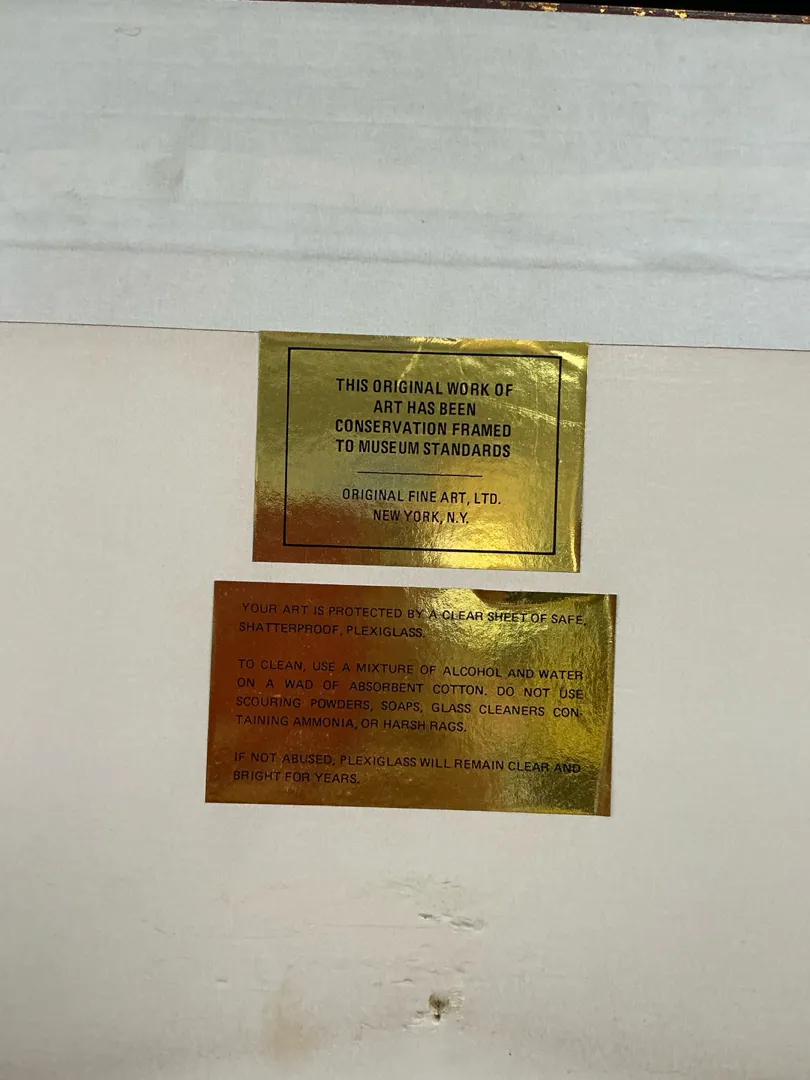 THIS ORIGINAL WORK OF
ART HAS BEEN
CONSERVATION FRAMED
TO MUSEUM STANDARDS
ORIGINAL FINE ART, LTD.
NEW YORK, N.Y.
YOUR ART IS PROTECTED BY A CLEAR SHEET OF SAFE,
SHATTERPROOF, PLEXIGLASS.
TO CLEAN, USE A MIXTURE OF ALCOHOL AND WATER
ON A WAD OF ABSORBENT COTTON. DO NOT USE
SCOURING POWDERS, SOAPS, GLASS CLEANERS CON-
TAINING AMMONIA, OR HARSH RAGS.
IF NOT ABUSED, PLEXIGLASS WILL REMAIN CLEAR AND
BRIGHT FOR YEARS.